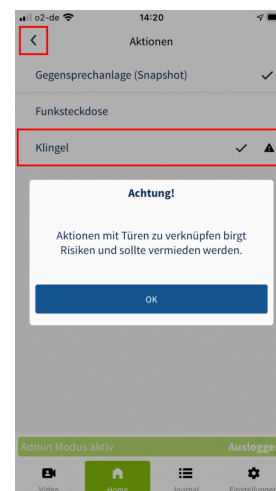 o2-de
14:20
Aktionen
Gegensprechanlage (Snapshot)
Funksteckdose
Klingel
Achtung!
Aktionen mit Türen zu verknüpfen birgt
Risiken und sollte vermieden werden.
OK
Admin Modus aktiv
Auslogge
Video
Home
Journal
Einstellungen